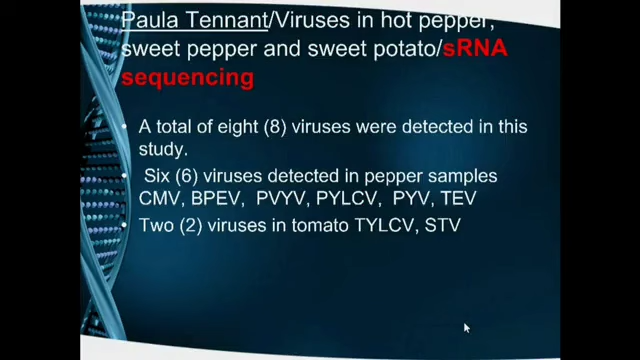 Paula Tennant/Viruses in hot pepper,
sweet pepper and sweet potato/sRNA
sequencing
• A total of eight (8) viruses were detected in this
study.
• Six (6) viruses detected in pepper samples
CMV, BPEV, PVYV, PYLCV, PYV, TEV
• Two (2) viruses in tomato TYLCV, STV